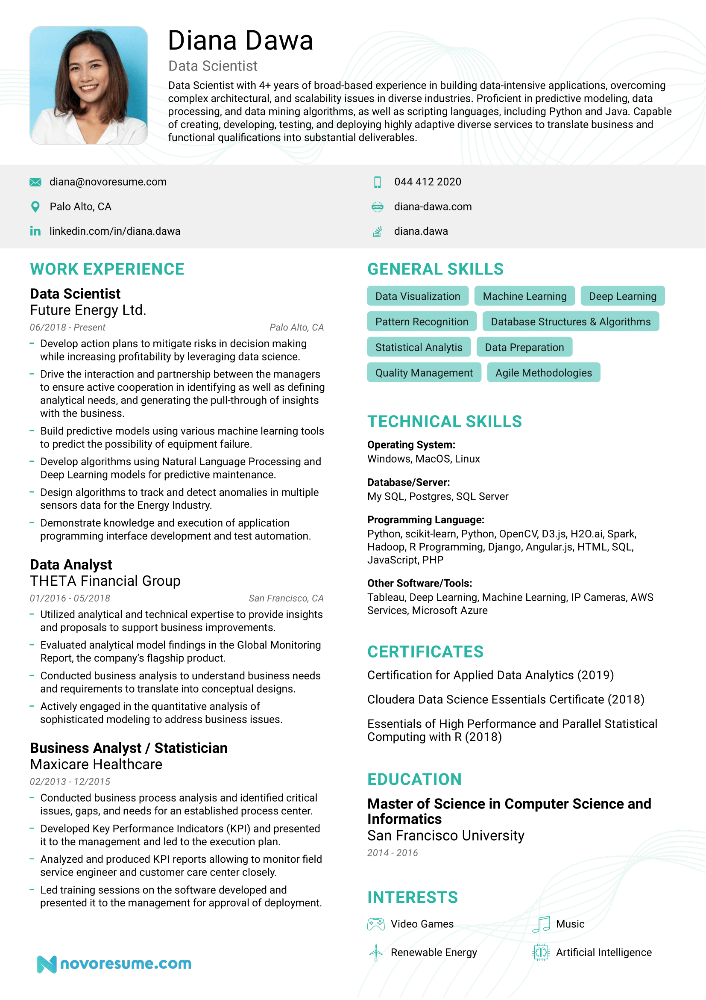 Diana Dawa
Data Scientist
Data Scientist with 4+ years of broad-based experience in building data-intensive applications, overcoming
complex architectural, and scalability issues in diverse industries. Proficient in predictive modeling, data
processing, and data mining algorithms, as well as scripting languages, including Python and Java. Capable
of creating, developing, testing, and deploying highly adaptive diverse services to translate business and
functional qualifications into substantial deliverables.
diana@novoresume.com
044 412 2020
Palo Alto, CA
www
diana-dawa.com
in
linkedin.com/in/diana.dawa
diana.dawa
WORK EXPERIENCE
Data Scientist
Future Energy Ltd.
06/2018 - Present
Palo Alto, CA
– Develop action plans to mitigate risks in decision making
while increasing profitability by leveraging data science.
– Drive the interaction and partnership between the managers
to ensure active cooperation in identifying as well as defining
analytical needs, and generating the pull-through of insights
with the business.
– Build predictive models using various machine learning tools
to predict the possibility of equipment failure.
– Develop algorithms using Natural Language Processing and
Deep Learning models for predictive maintenance.
– Design algorithms to track and detect anomalies in multiple
sensors data for the Energy Industry.
– Demonstrate knowledge and execution of application
programming interface development and test automation.
Data Analyst
THETA Financial Group
01/2016 - 05/2018
San Francisco, CA
– Utilized analytical and technical expertise to provide insights
and proposals to support business improvements.
– Evaluated analytical model findings in the Global Monitoring
Report, the company’s flagship product.
– Conducted business analysis to understand business needs
and requirements to translate into conceptual designs.
– Actively engaged in the quantitative analysis of
sophisticated modeling to address business issues.
Business Analyst / Statistician
Maxicare Healthcare
02/2013 - 12/2015
– Conducted business process analysis and identified critical
issues, gaps, and needs for an established process center.
– Developed Key Performance Indicators (KPI) and presented
it to the management and led to the execution plan.
– Analyzed and produced KPI reports allowing to monitor field
service engineer and customer care center closely.
– Led training sessions on the software developed and
presented it to the management for approval of deployment.
GENERAL SKILLS
Data Visualization
Machine Learning
Deep Learning
Pattern Recognition
Database Structures & Algorithms
Statistical Analytis
Data Preparation
Quality Management
Agile Methodologies
TECHNICAL SKILLS
Operating System:
Windows, MacOS, Linux
Database/Server:
My SQL, Postgres, SQL Server
Programming Language:
Python, scikit-learn, Python, OpenCV, D3.js, H2O.ai, Spark,
Hadoop, R Programming, Django, Angular.js, HTML, SQL,
JavaScript, PHP
Other Software/Tools:
Tableau, Deep Learning, Machine Learning, IP Cameras, AWS
Services, Microsoft Azure
CERTIFICATES
Certification for Applied Data Analytics (2019)
Cloudera Data Science Essentials Certificate (2018)
Essentials of High Performance and Parallel Statistical
Computing with R (2018)
EDUCATION
Master of Science in Computer Science and
Informatics
San Francisco University
2014 - 2016
INTERESTS
Video Games
Music
Renewable Energy
Artificial Intelligence
novoresume.com